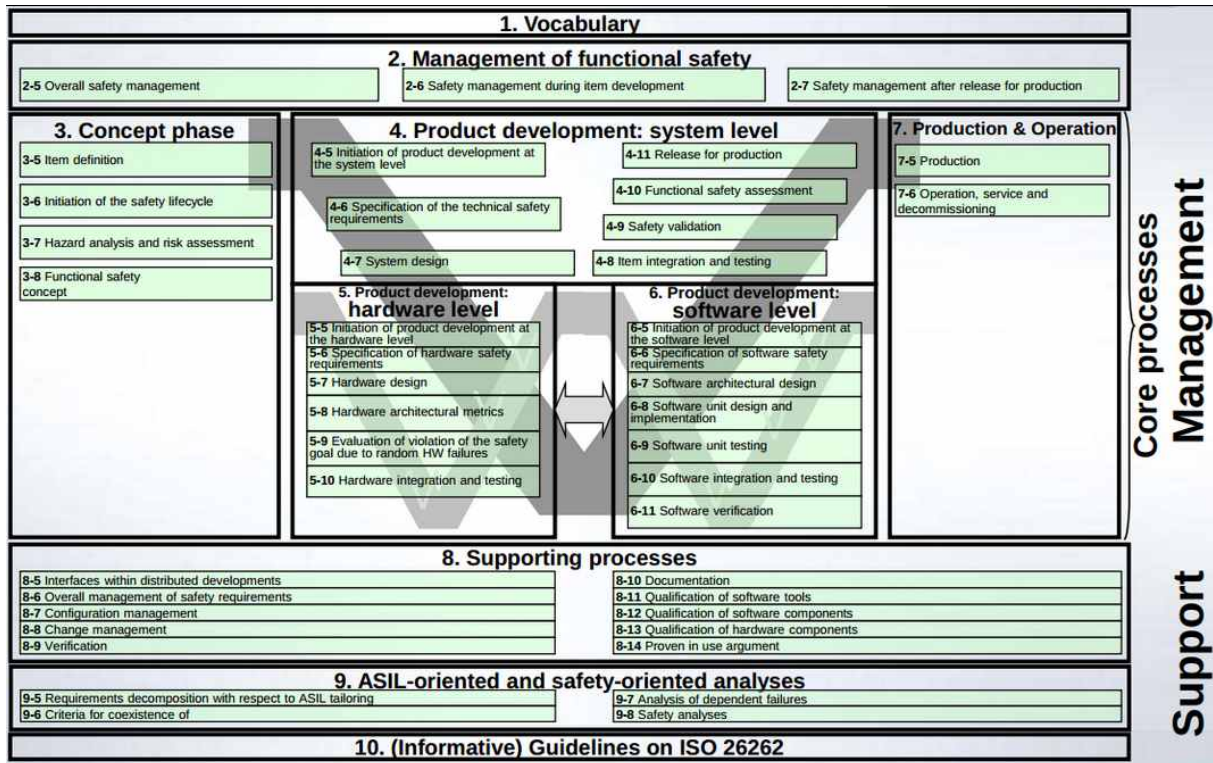 1. Vocabulary
2. Management of functional safety
2-5 Overall safety management
2-6 Safety management during item development
2-7 Safety management after release for production
3. Concept phase
3-5 Item definition
3-6 Initiation of the safety lifecycle
3-7 Hazard analysis and risk assessment
3-8 Functional safety
concept
4. Product development: system level
4-5 Initiation of product development at
the system level
4-6 Specification of the technical safety
requirements
4-7 System design
4-11 Release for production
4-10 Functional safety assessment
4-9 Safety validation
4-8 Item integration and testing
7. Production & Operation
7-5 Production
7-6 Operation, service and
decommissioning
5. Product development:
hardware level
5-5 Initiation of product development at
the hardware level
5-6 Specification of hardware safety
requirements
5-7 Hardware design
5-8 Hardware architectural metrics
5-9 Evaluation of violation of the safety
goal due to random HW failures
5-10 Hardware integration and testing
6. Product development:
software level
6-5 Initiation of product development at
the software level
6-6 Specification of software safety
requirements
6-7 Software architectural design
6-8 Software unit design and
implementation
6-9 Software unit testing
6-10 Software integration and testing
6-11 Software verification
Core processes
Management
8. Supporting processes
8-5 Interfaces within distributed developments
8-6 Overall management of safety requirements
8-7 Configuration management
8-8 Change management
8-9 Verification
8-10 Documentation
8-11 Qualification of software tools
8-12 Qualification of software components
8-13 Qualification of hardware components
8-14 Proven in use argument
9. ASIL-oriented and safety-oriented analyses
9-5 Requirements decomposition with respect to ASIL tailoring
9-6 Criteria for coexistence of
9-7 Analysis of dependent failures
9-8 Safety analyses
Support
10. (Informative) Guidelines on ISO 26262